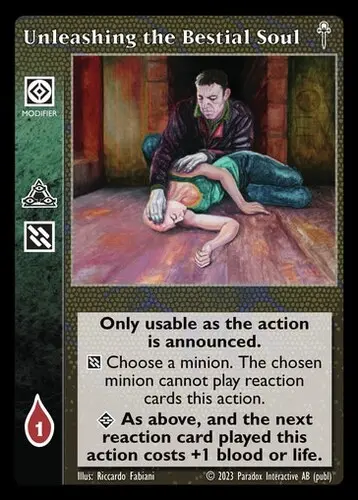 Unleashing the Bestial Soul
MODIFIER
Only usable as the action
is announced.
Choose a minion. The chosen
minion cannot play reaction
cards this action.
As above, and the next
reaction card played this
action costs +1 blood or life.
1
Illus: Riccardo Fabiani © 2023 Paradox Interactive AB (publ)